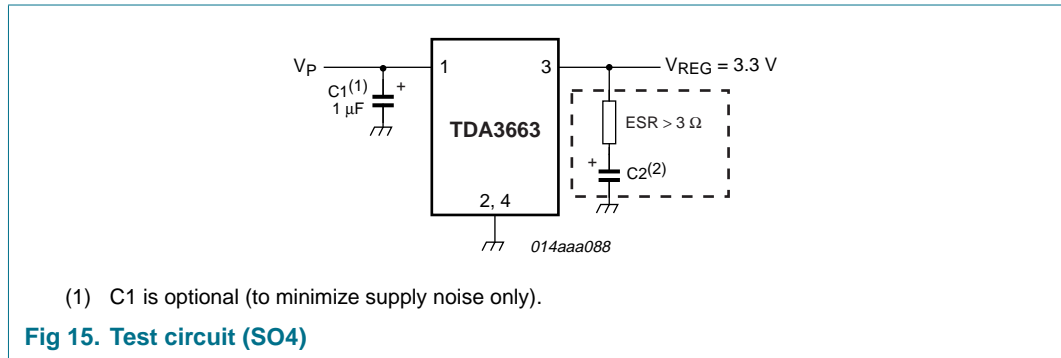 V_P 1 3 V_REG = 3.3 V
C1(1) +
1 μF
ESR > 3 Ω
TDA3663
+ C2(2)
2, 4
014aaa088
(1) C1 is optional (to minimize supply noise only).
Fig 15. Test circuit (SO4)